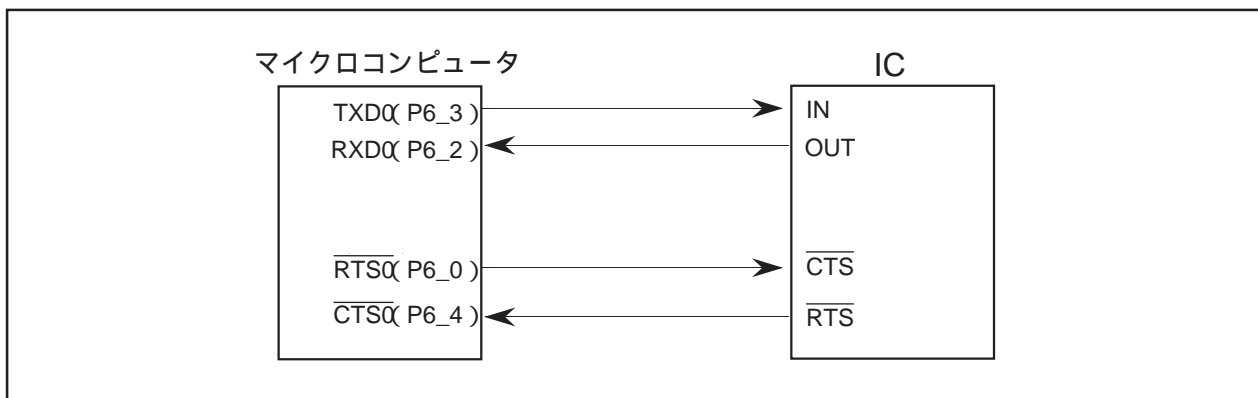 マイクロコンピュータ
IC
TXD0( P6_3 )
IN
RXD0( P6_2 )
OUT
RTS0( P6_0 )
CTS
CTS0( P6_4 )
RTS